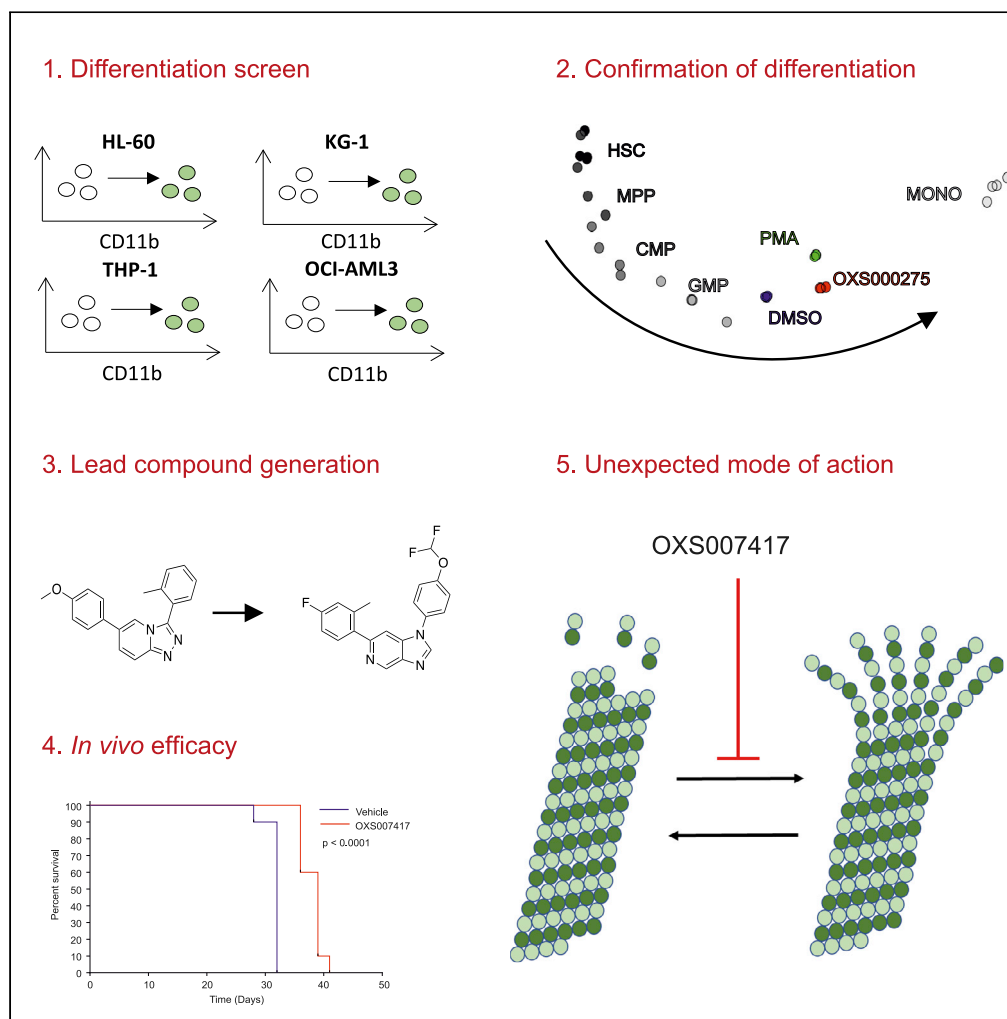 1. Differentiation screen
HL-60
KG-1
CD11b
CD11b
THP-1
OCI-AML3
CD11b
CD11b
2. Confirmation of differentiation
HSC
MPP
CMP
GMP
DMSO
PMA
OXS000275
MONO
3. Lead compound generation
O
N
N
N
F
F
O
F
N
N
N
4. In vivo efficacy
Percent survival
100
90
80
70
60
50
40
30
20
10
0
0
10
20
30
40
50
Time (Days)
Vehicle
OXS007417
p < 0.0001
5. Unexpected mode of action
OXS007417